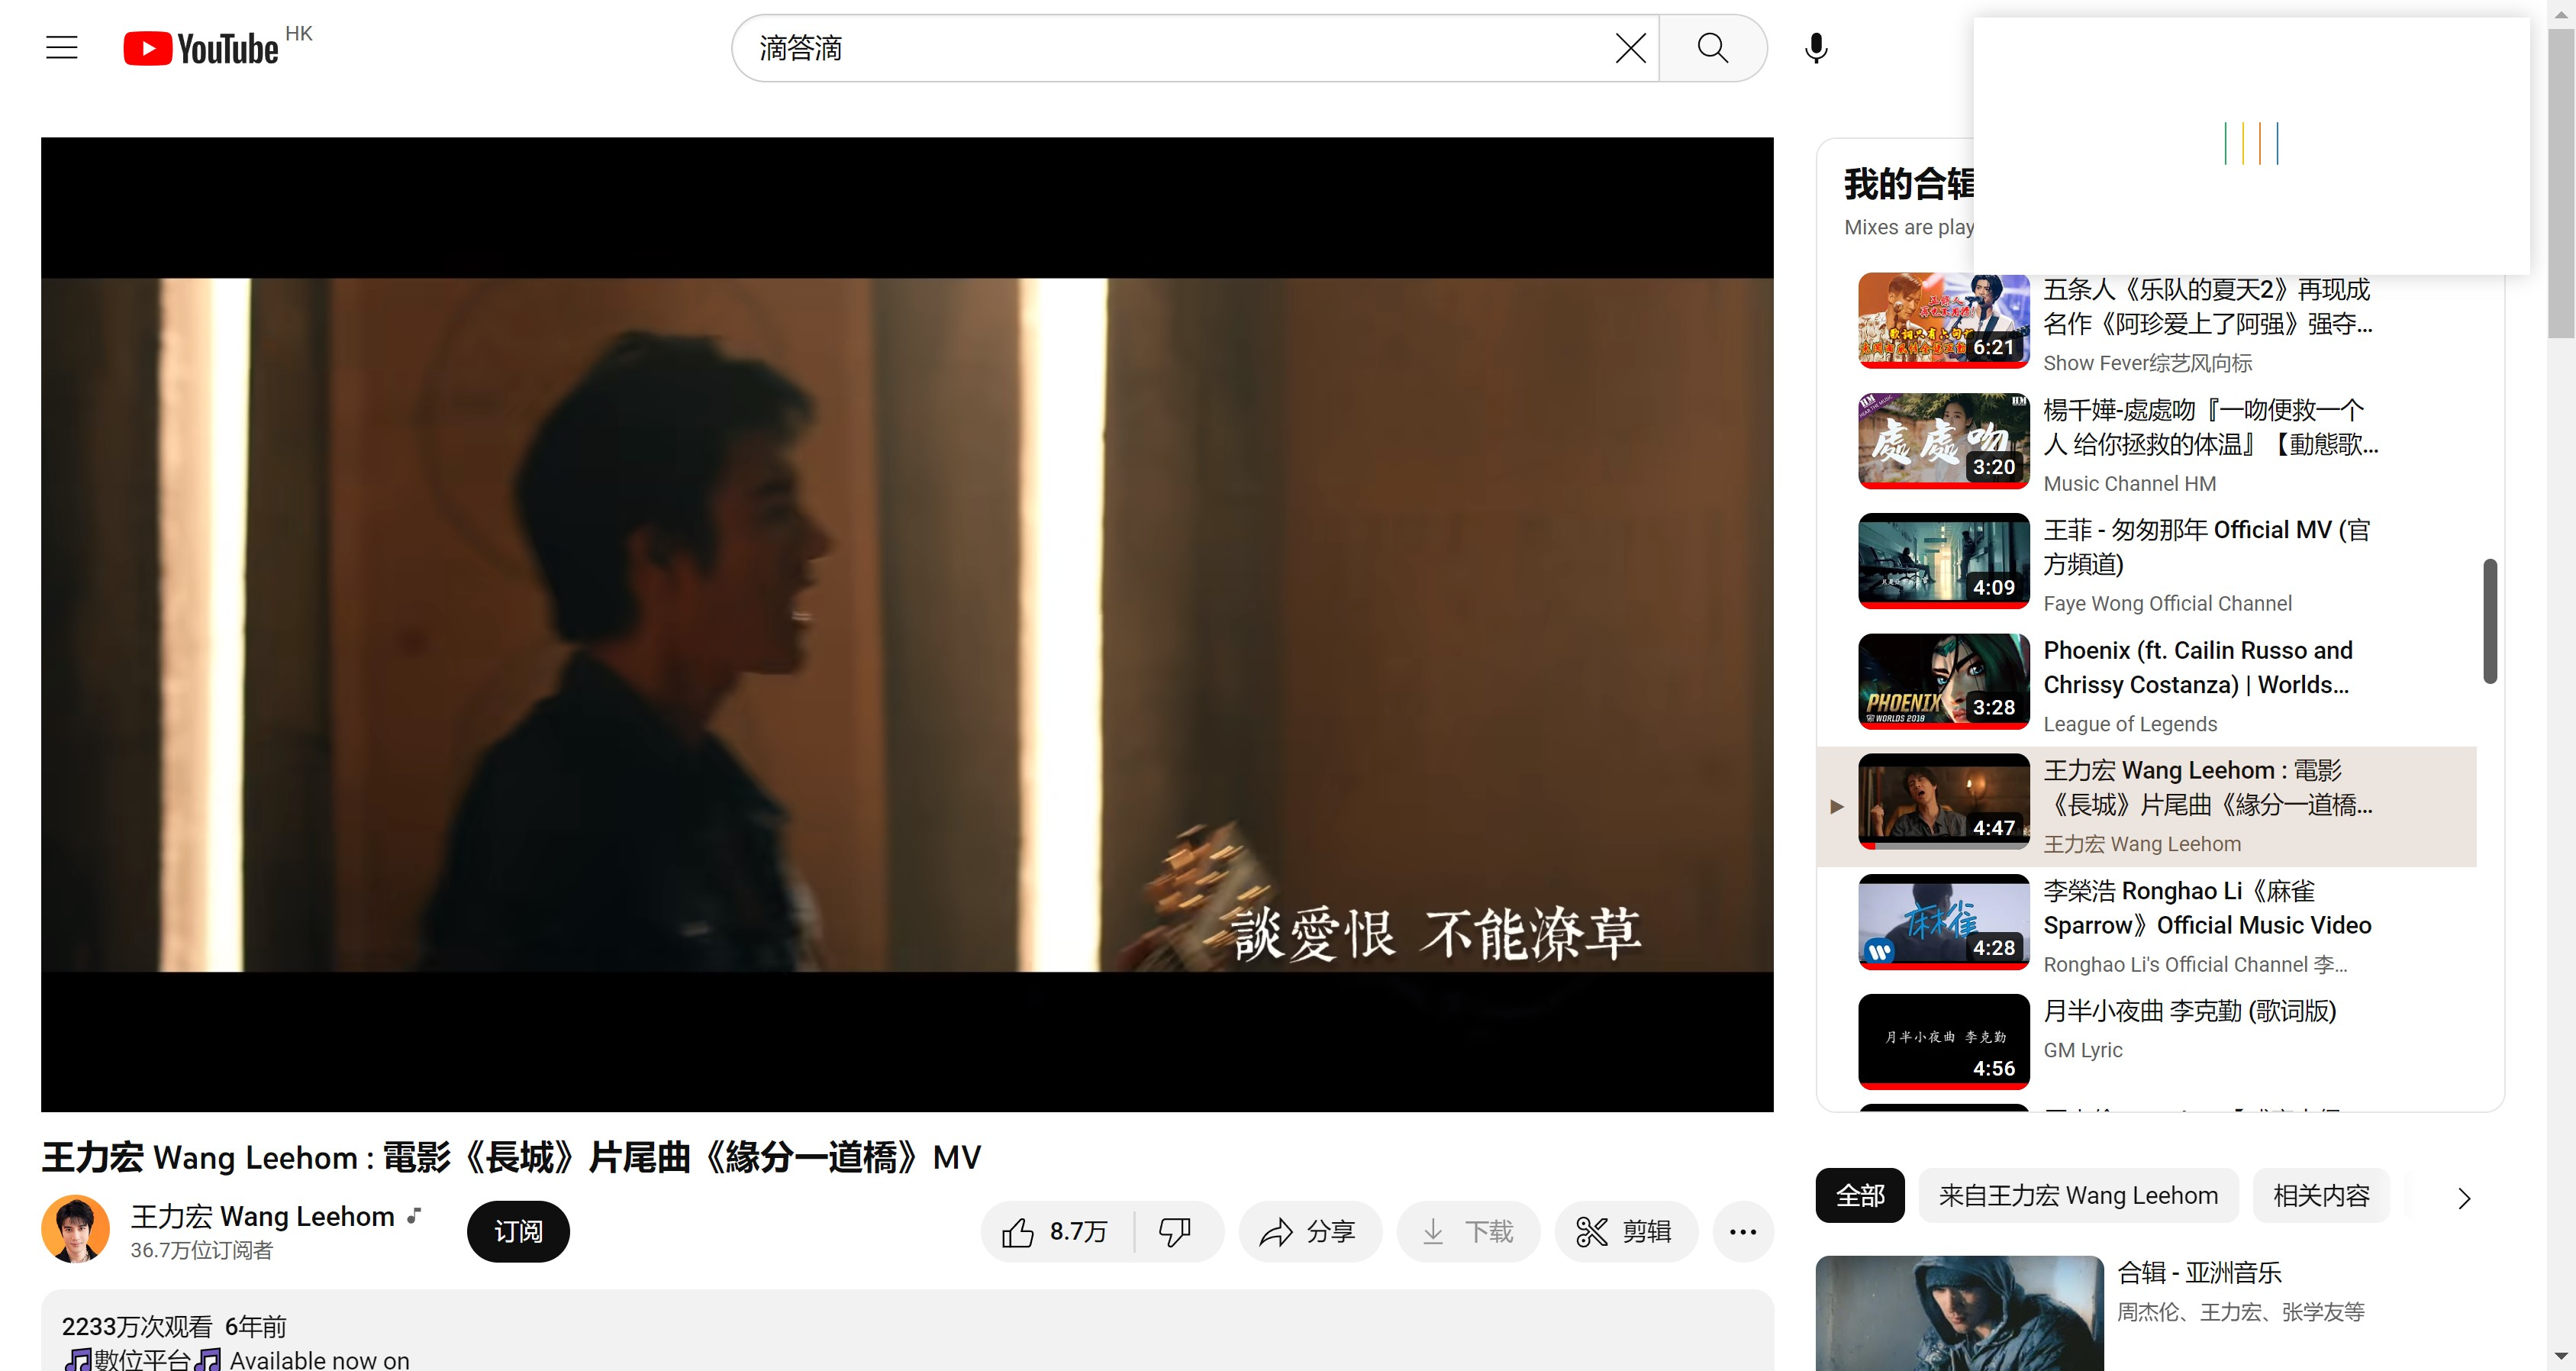 YouTube HK
滴答滴
談愛恨 不能潦草
王力宏 Wang Leehom : 電影《長城》片尾曲《緣分一道橋》MV
王力宏 Wang Leehom
36.7万位订阅者
订阅
8.7万
分享
下载
剪辑
2233万次观看 6年前
🎵數位平台🎵 Available now on
我的合辑
Mixes are play
6:21
五条人《乐队的夏天2》再现成
名作《阿珍爱上了阿强》强夺...
Show Fever综艺风向标
處處吻
3:20
楊千嬅-處處吻『一吻便救一个
人 给你拯救的体温』【動態歌...
Music Channel HM
4:09
王菲 - 匆匆那年 Official MV (官
方頻道)
Faye Wong Official Channel
PHOENIX
WORLDS 2019
3:28
Phoenix (ft. Cailin Russo and
Chrissy Costanza) | Worlds...
League of Legends
4:47
王力宏 Wang Leehom : 電影
《長城》片尾曲《緣分一道橋...
王力宏 Wang Leehom
麻雀
4:28
李榮浩 Ronghao Li《麻雀
Sparrow》Official Music Video
Ronghao Li's Official Channel 李...
月半小夜曲 李克勤
4:56
月半小夜曲 李克勤 (歌词版)
GM Lyric
全部
来自王力宏 Wang Leehom
相关内容
合辑 - 亚洲音乐
周杰伦、王力宏、张学友等